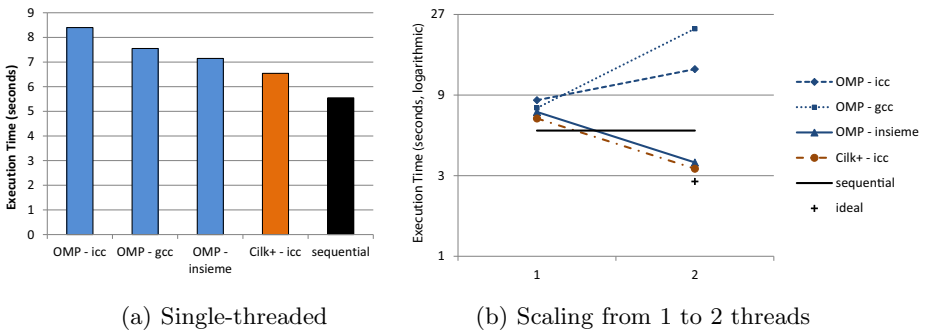 Execution Time (seconds)
9
8
7
6
5
4
3
2
1
0
OMP - icc
OMP - gcc
OMP -
insieme
Cilk+ - icc
sequential
(a) Single-threaded
Execution Time (seconds, logarithmic)
27
9
3
1
1
2
OMP - icc
OMP - gcc
OMP - insieme
Cilk+ - icc
sequential
ideal
(b) Scaling from 1 to 2 threads